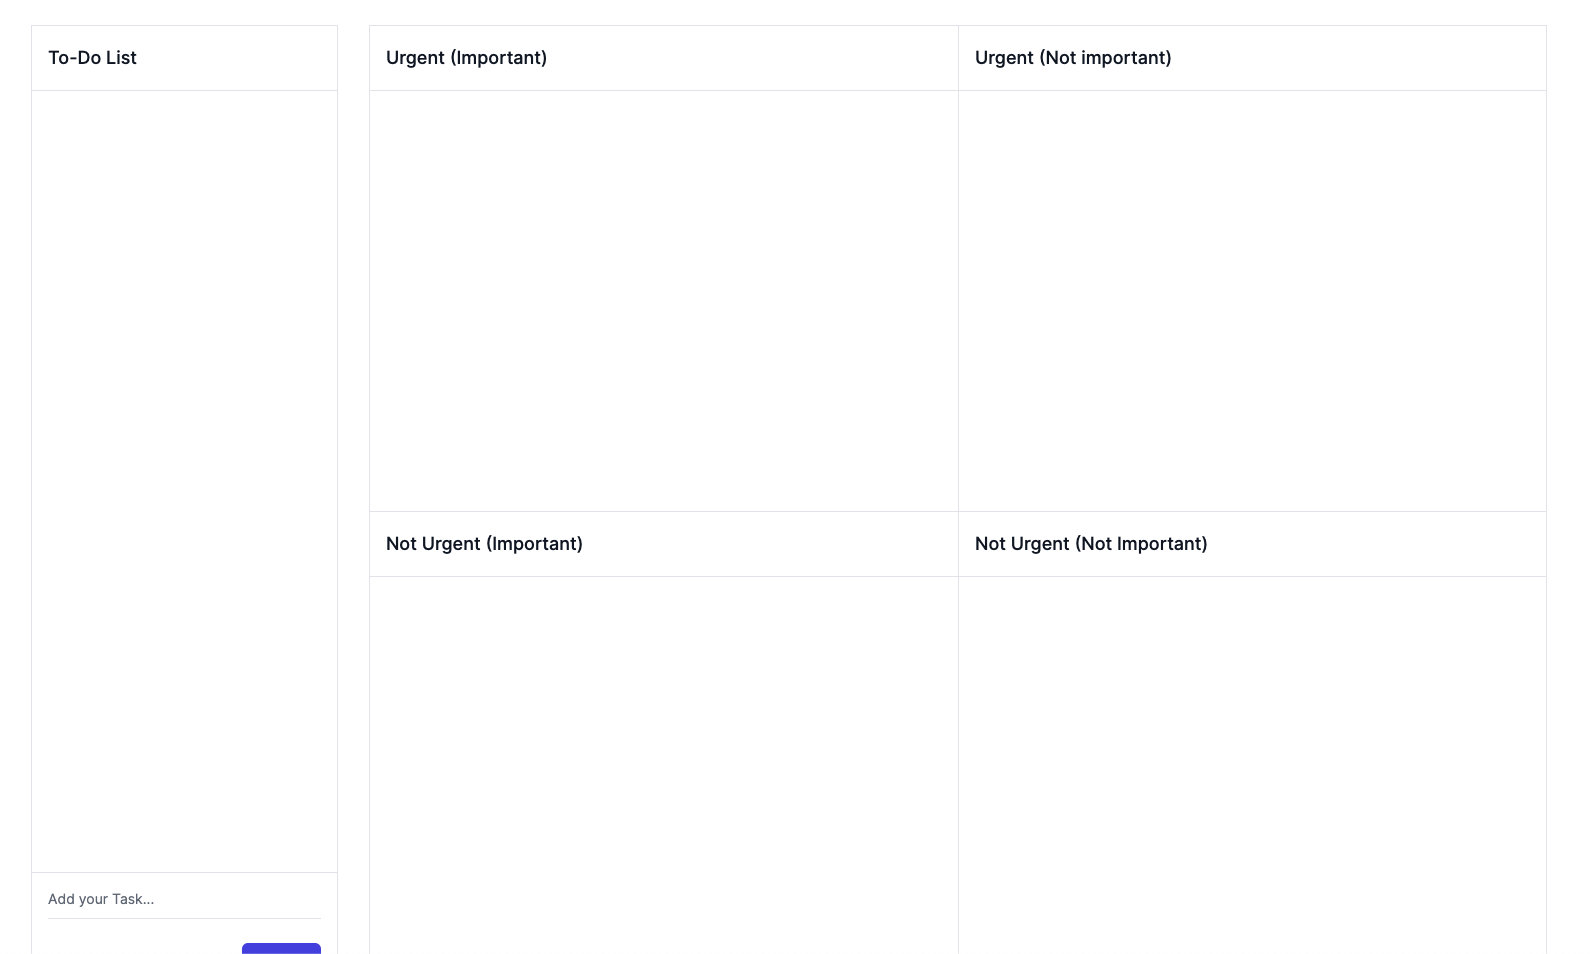 To-Do List
Urgent (Important)
Urgent (Not important)
Not Urgent (Important)
Not Urgent (Not Important)
Add your Task...